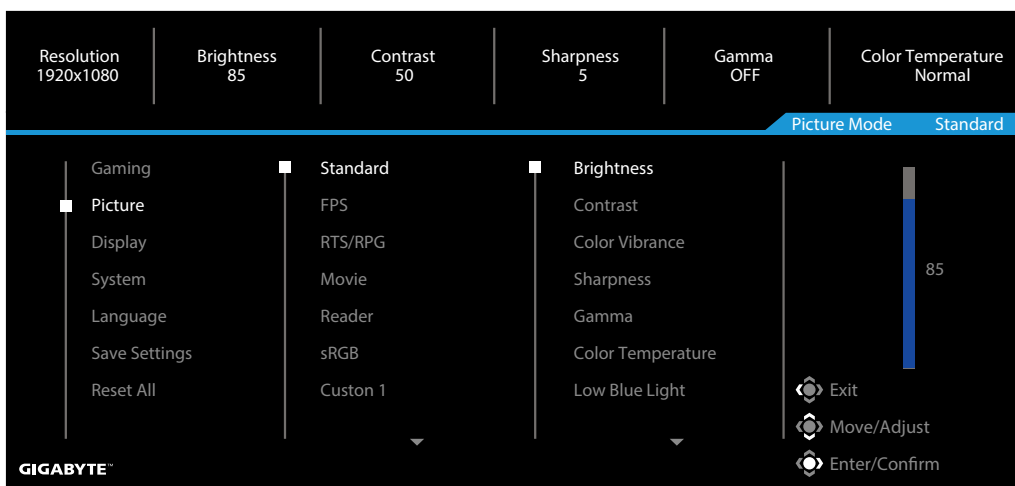 Resolution
1920x1080
Brightness
85
Contrast
50
Sharpness
5
Gamma
OFF
Color Temperature
Normal
Picture Mode Standard
Gaming
Picture
Display
System
Language
Save Settings
Reset All
Standard
FPS
RTS/RPG
Movie
Reader
sRGB
Custon 1
Brightness
Contrast
Color Vibrance
Sharpness
Gamma
Color Temperature
Low Blue Light
85
Exit
Move/Adjust
Enter/Confirm
GIGABYTE™